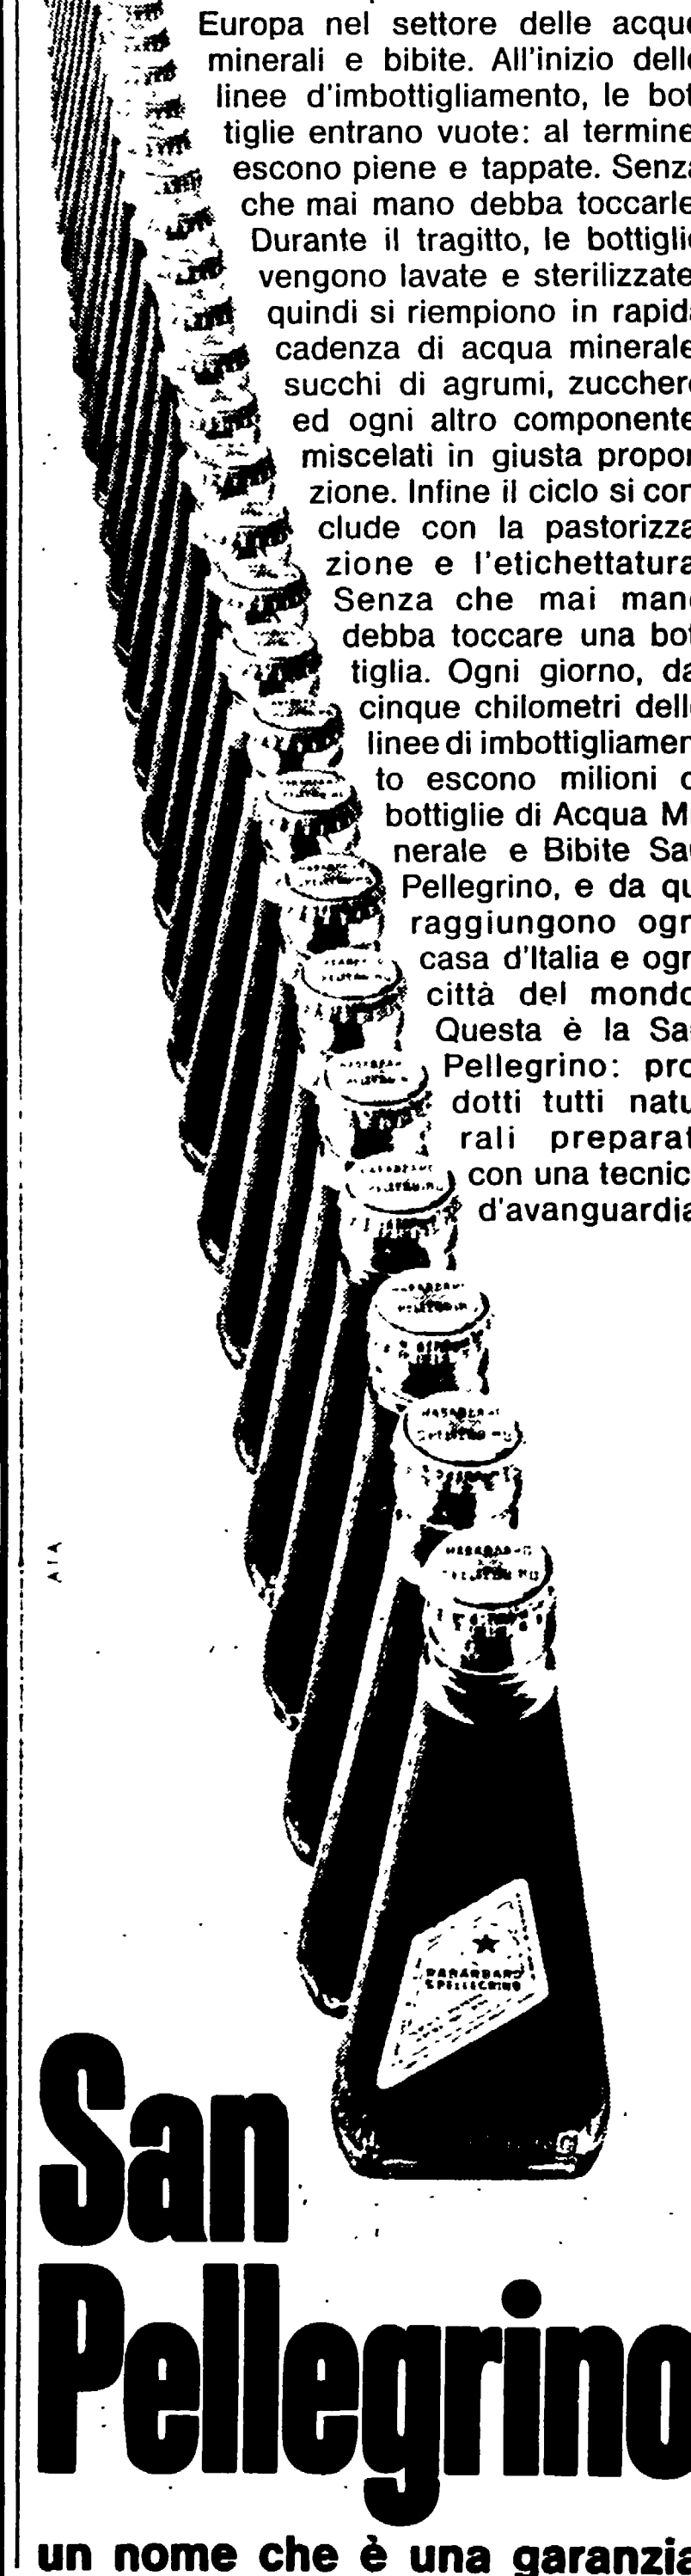 Europa nel settore delle acque
minerali e bibite. All'inizio delle
linee d'imbottigliamento, le bot
tiglie entrano vuote: al termine
escono piene e tappate. Senza
che mai mano debba toccarle
Durante il tragitto, le bottiglie
vengono lavate e sterilizzate
quindi si riempiono in rapida
cadenza di acqua minerale
succhi di agrumi, zucchero
ed ogni altro componente
miscelati in giusta propor
zione. Infine il ciclo si con
clude con la pastorizza
zione e l'etichettatura
Senza che mai mano
debba toccare una bot
tiglia. Ogni giorno, da
cinque chilometri delle
linee di imbottigliamen
to escono milioni d
bottiglie di Acqua Mi
nerale e Bibite San
Pellegrino, e da qui
raggiungono ogn
casa d'Italia e ogn
città del mondo
Questa è la San
Pellegrino: pro
dotti tutti natu
rali preparat
con una tecnica
d'avanguardia
ATA
RABARBARO
S.PELLEGRINO
San
Pellegrino
un nome che è una garanzia